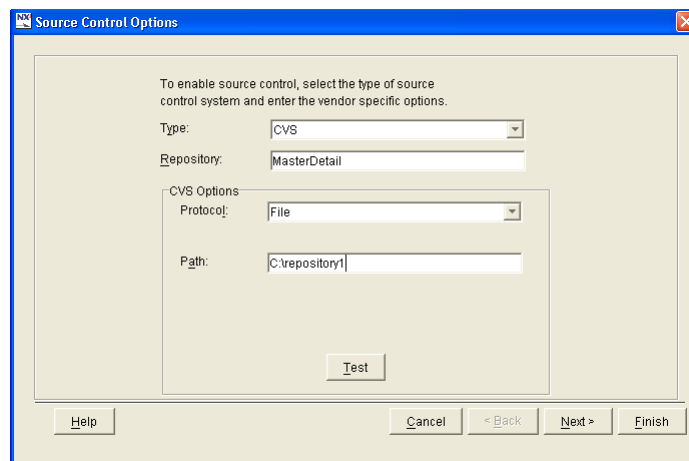 NX Source Control Options
To enable source control, select the type of source
control system and enter the vendor specific options.
Type: CVS
Repository: MasterDetail
CVS Options
Protocol: File
Path: C:\repository1
Test
Help Cancel < Back Next > Finish